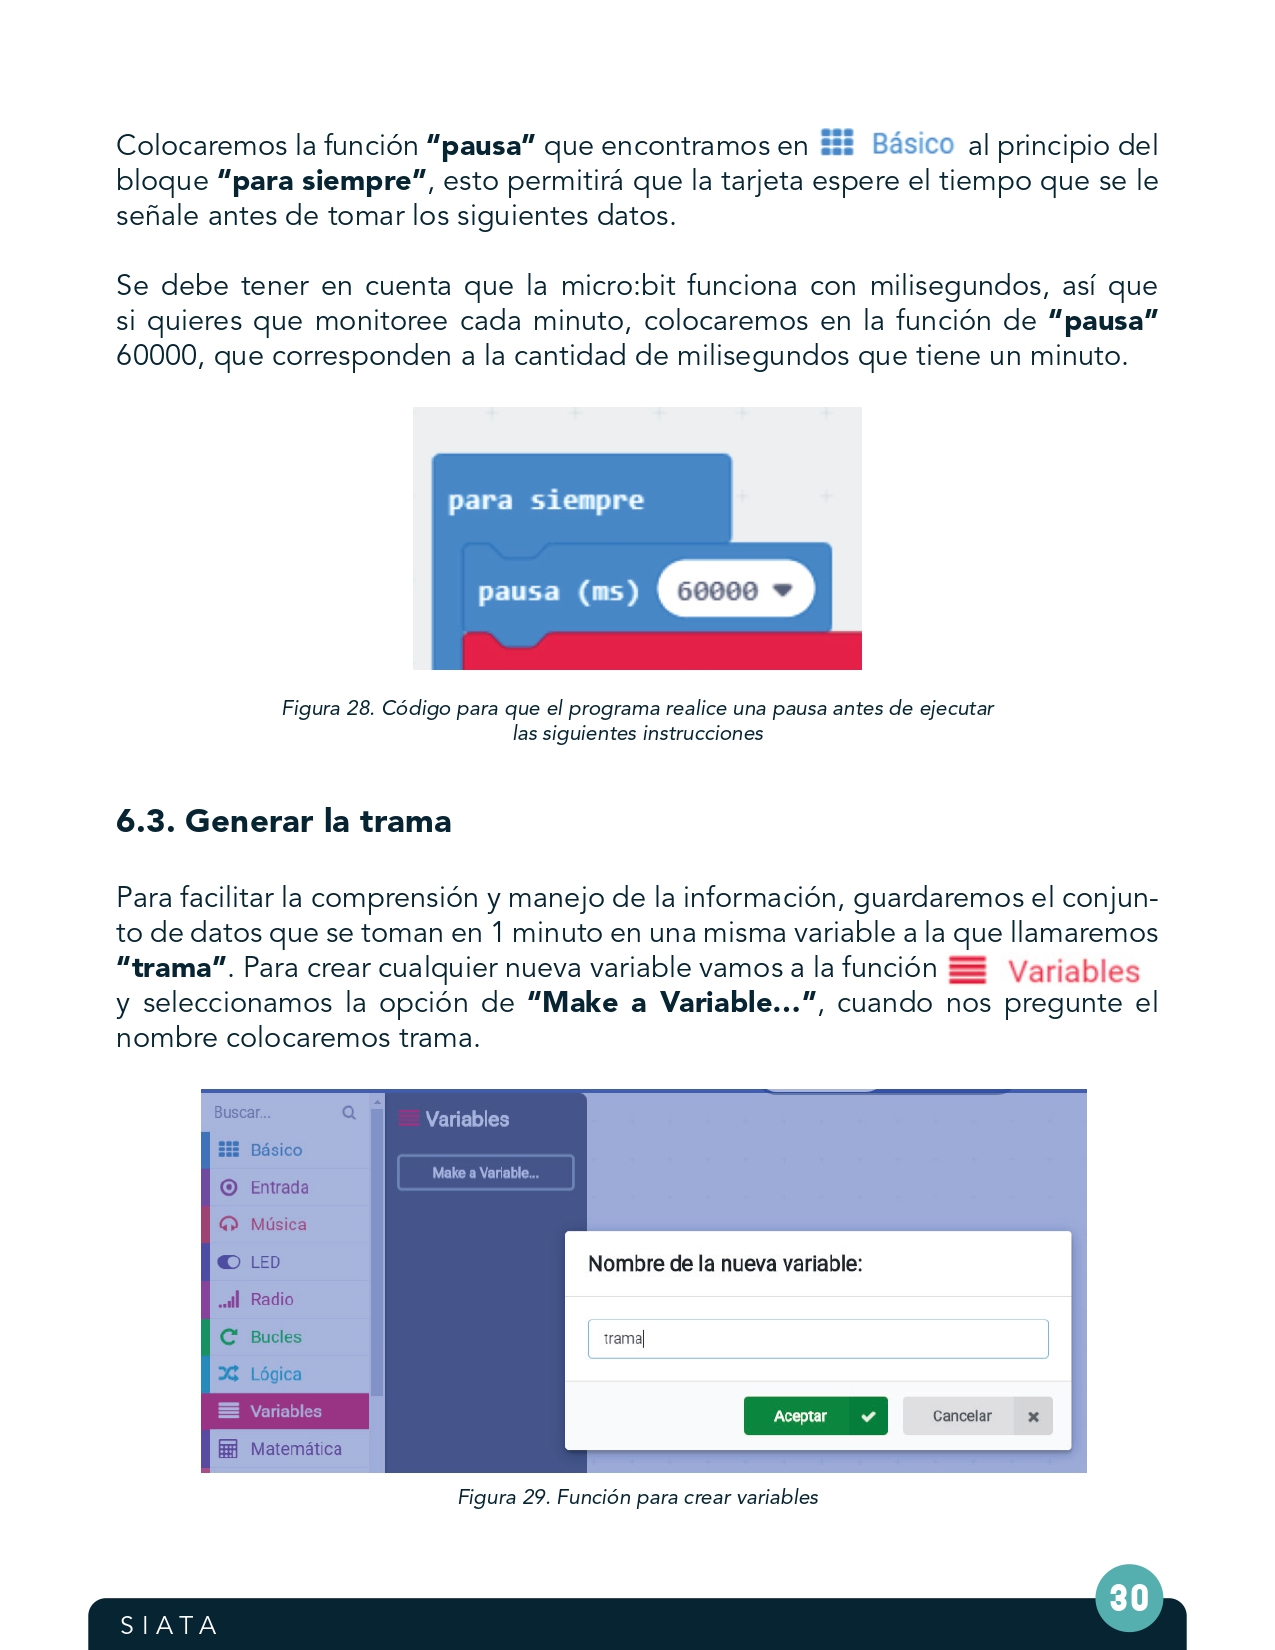 Colocaremos la función “pausa” que encontramos en Básico al principio del
bloque “para siempre”, esto permitirá que la tarjeta espere el tiempo que se le
señale antes de tomar los siguientes datos.
Se debe tener en cuenta que la micro:bit funciona con milisegundos, así que
si quieres que monitoree cada minuto, colocaremos en la función de “pausa”
60000, que corresponden a la cantidad de milisegundos que tiene un minuto.
para siempre
pausa (ms) 60000
Figura 28. Código para que el programa realice una pausa antes de ejecutar
las siguientes instrucciones
6.3. Generar la trama
Para facilitar la comprensión y manejo de la información, guardaremos el conjun-
to de datos que se toman en 1 minuto en una misma variable a la que llamaremos
“trama”. Para crear cualquier nueva variable vamos a la función Variables
y seleccionamos la opción de “Make a Variable...”, cuando nos pregunte el
nombre colocaremos trama.
Buscar...
Básico
Entrada
Música
LED
Radio
Bucles
Lógica
Variables
Matemática
Variables
Make a Variable...
Nombre de la nueva variable:
trama
Aceptar
Cancelar
Figura 29. Función para crear variables
SIATA
30